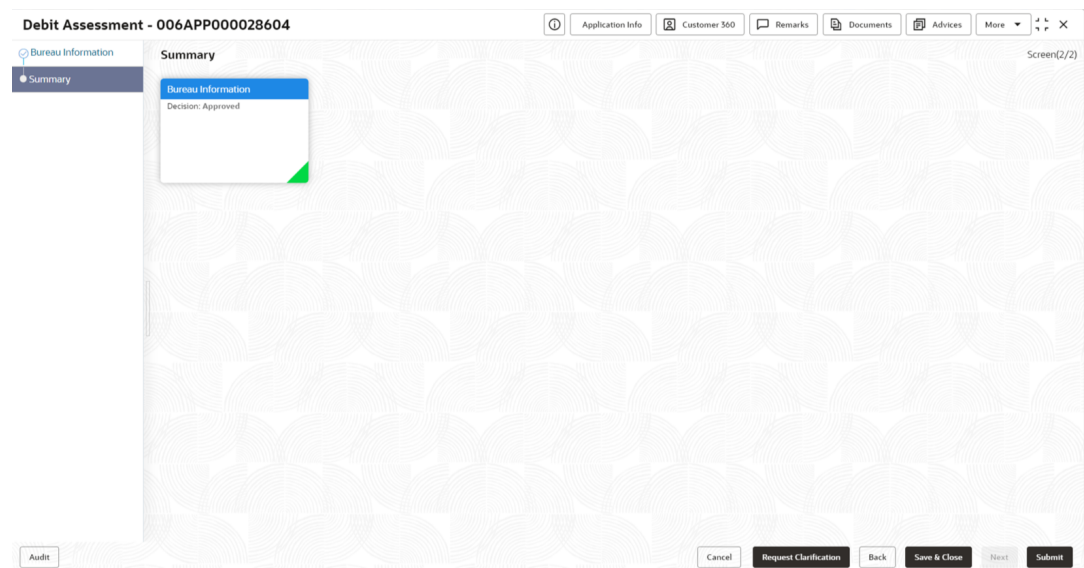 Debit Assessment - 006APP000028604
Application Info
Customer 360
Remarks
Documents
Advices
More
Bureau Information
Summary
Summary
Screen(2/2)
Bureau Information
Decision: Approved
Audit
Cancel
Request Clarification
Back
Save & Close
Next
Submit